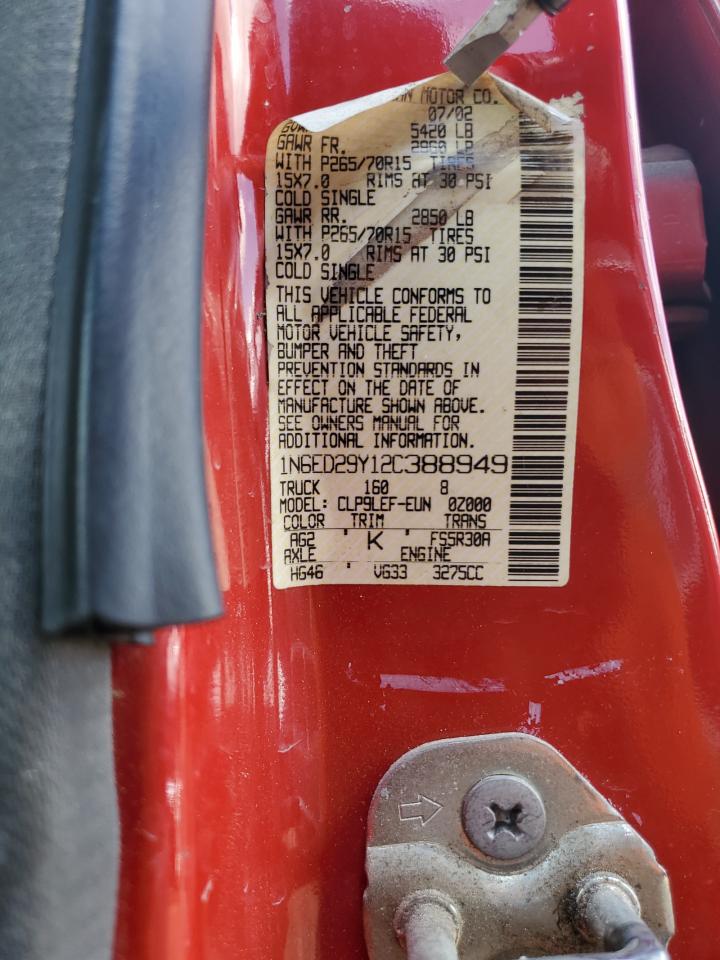 MOTOR CO.
07/02
GVWR 5420 LB
GAWR FR. 2960 LB
WITH P265/70R15 TIRES
15X7.0 RIMS AT 30 PSI
COLD SINGLE
GAWR RR. 2850 LB
WITH P265/70R15 TIRES
15X7.0 RIMS AT 30 PSI
COLD SINGLE
THIS VEHICLE CONFORMS TO
ALL APPLICABLE FEDERAL
MOTOR VEHICLE SAFETY,
BUMPER AND THEFT
PREVENTION STANDARDS IN
EFFECT ON THE DATE OF
MANUFACTURE SHOWN ABOVE.
SEE OWNERS MANUAL FOR
ADDITIONAL INFORMATION.
1N6ED29Y12C388949
TRUCK 160 8
MODEL: CLP9LEF-EUN 0Z000
COLOR TRIM TRANS
AG2 ' K ' FS5R30A
AXLE ENGINE
HG46 ' VG33 3275CC